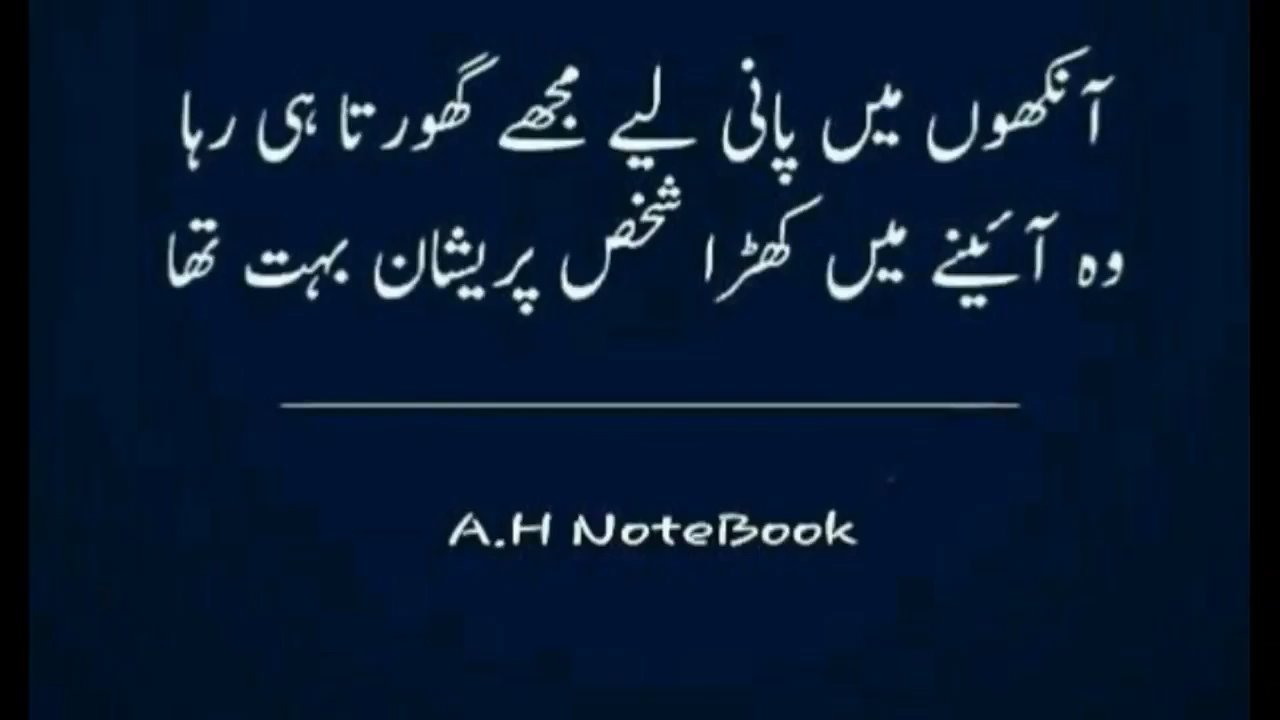 آنکھوں میں پانی لیے مجھے گھورتا ہی رہا
وہ آئینے میں کھڑا شخص پریشان بہت تھا
A.H NoteBook